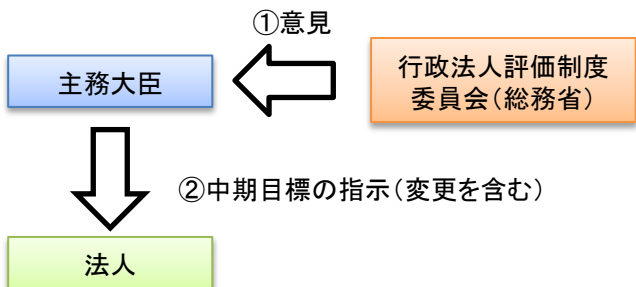 ①意見
主務大臣
行政法人評価制度
委員会（総務省）
②中期目標の指示（変更を含む）
法人